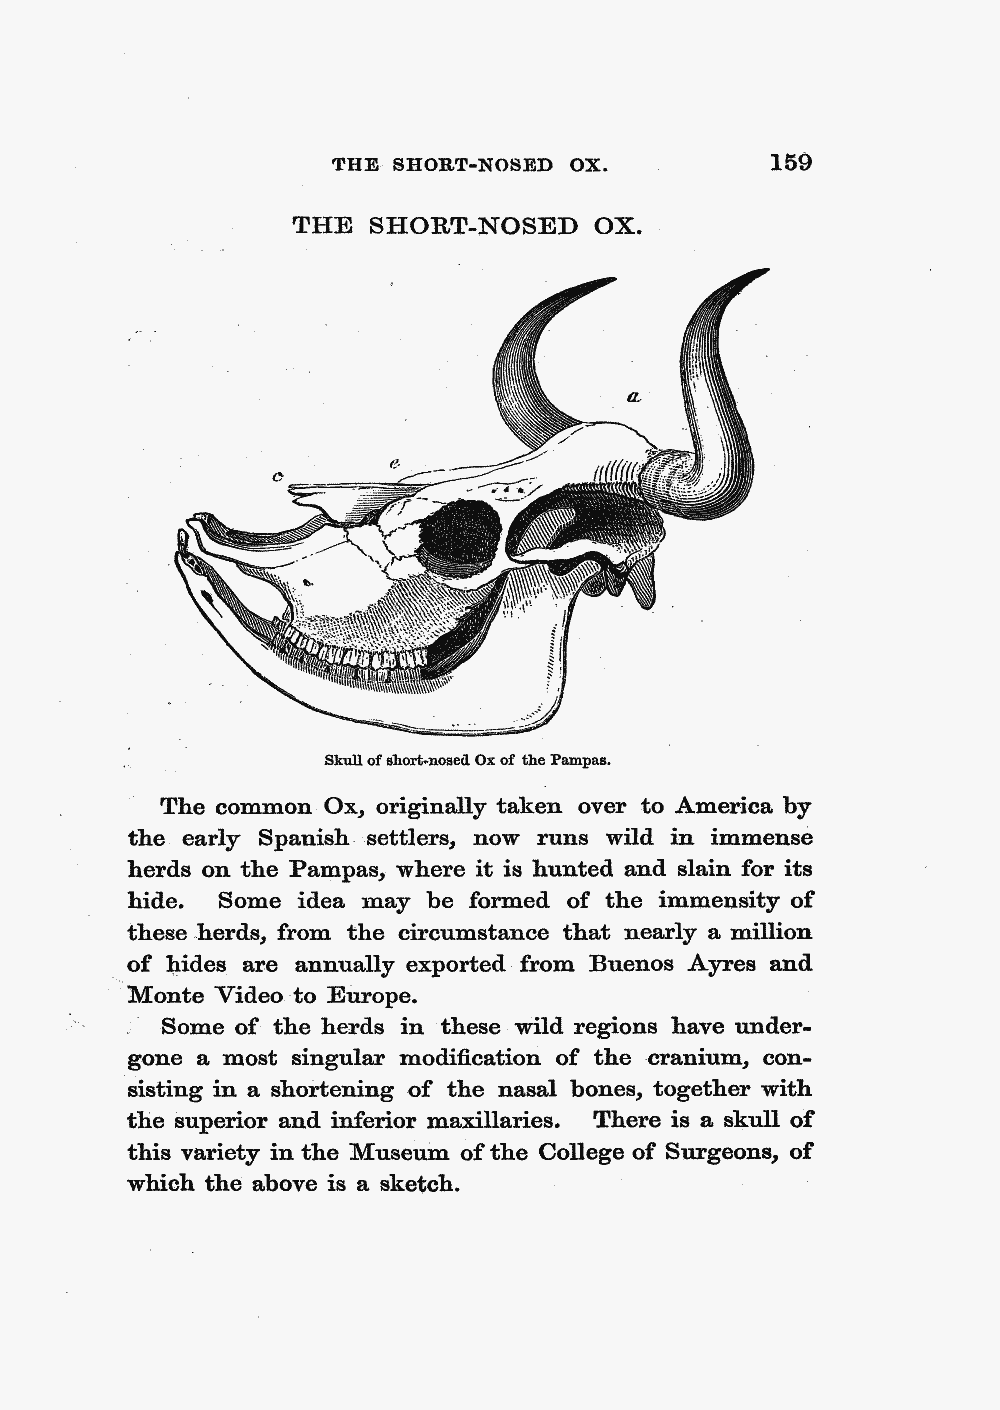 THE SHORT-NOSED OX. 159
THE SHORT-NOSED OX.
a
e
c
Skull of short-nosed Ox of the Pampas.
The common Ox, originally taken over to America by
the early Spanish settlers, now runs wild in immense
herds on the Pampas, where it is hunted and slain for its
hide. Some idea may be formed of the immensity of
these herds, from the circumstance that nearly a million
of hides are annually exported from Buenos Ayres and
Monte Video to Europe.
Some of the herds in these wild regions have under-
gone a most singular modification of the cranium, con-
sisting in a shortening of the nasal bones, together with
the superior and inferior maxillaries. There is a skull of
this variety in the Museum of the College of Surgeons, of
which the above is a sketch.